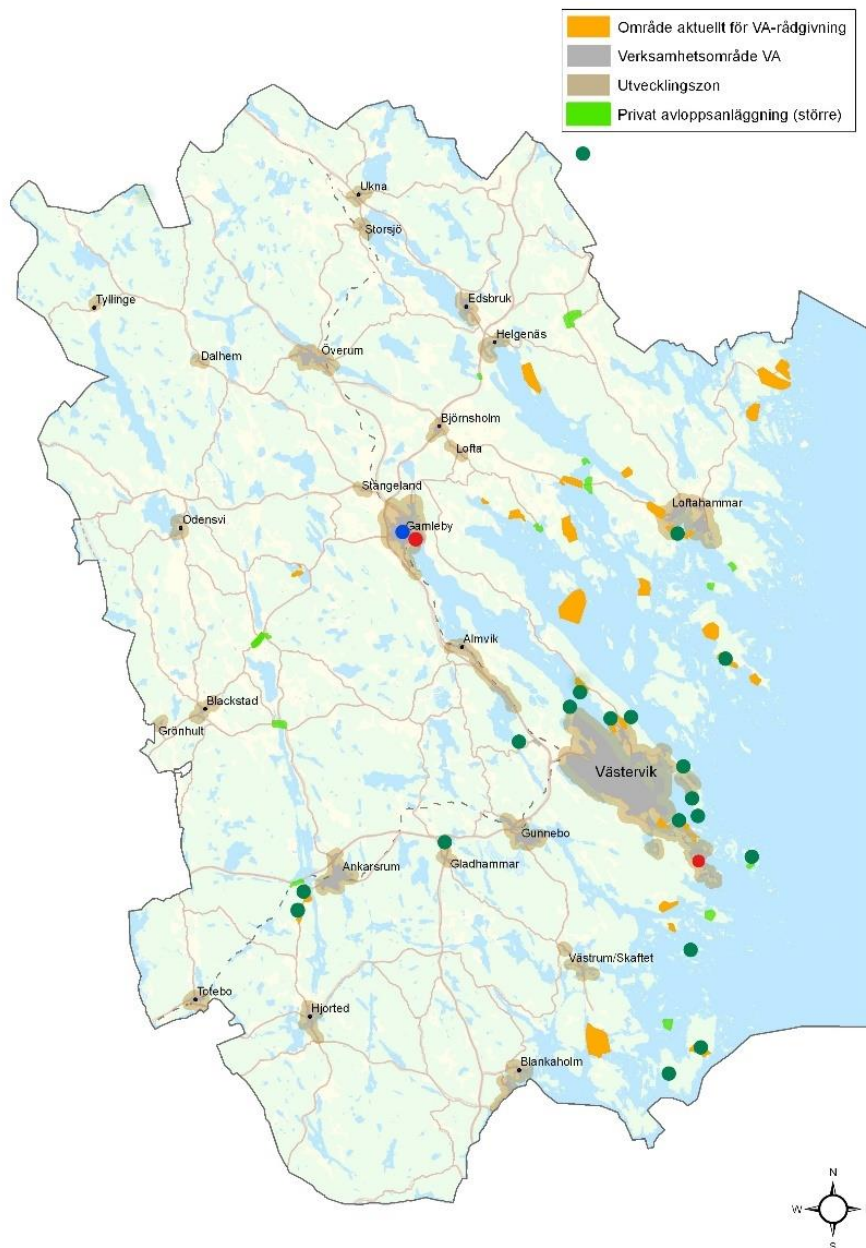 Område aktuellt för VA-rådgivning
Verksamhetsområde VA
Utvecklingszon
Privat avloppsanläggning (större)
Ukna
Storsjö
Tyllinge
Edsbruk
Helgenäs
Dalhem
Överum
Björnsholm
Lofta
Stångeland
Loftahammar
Odensvi
Gamleby
Almvik
Blackstad
Grönhult
Västervik
Gunnebo
Gladhammar
Ankarsrum
Västrum/Skaftet
Totebo
Hjorted
Blankaholm
N
W
S